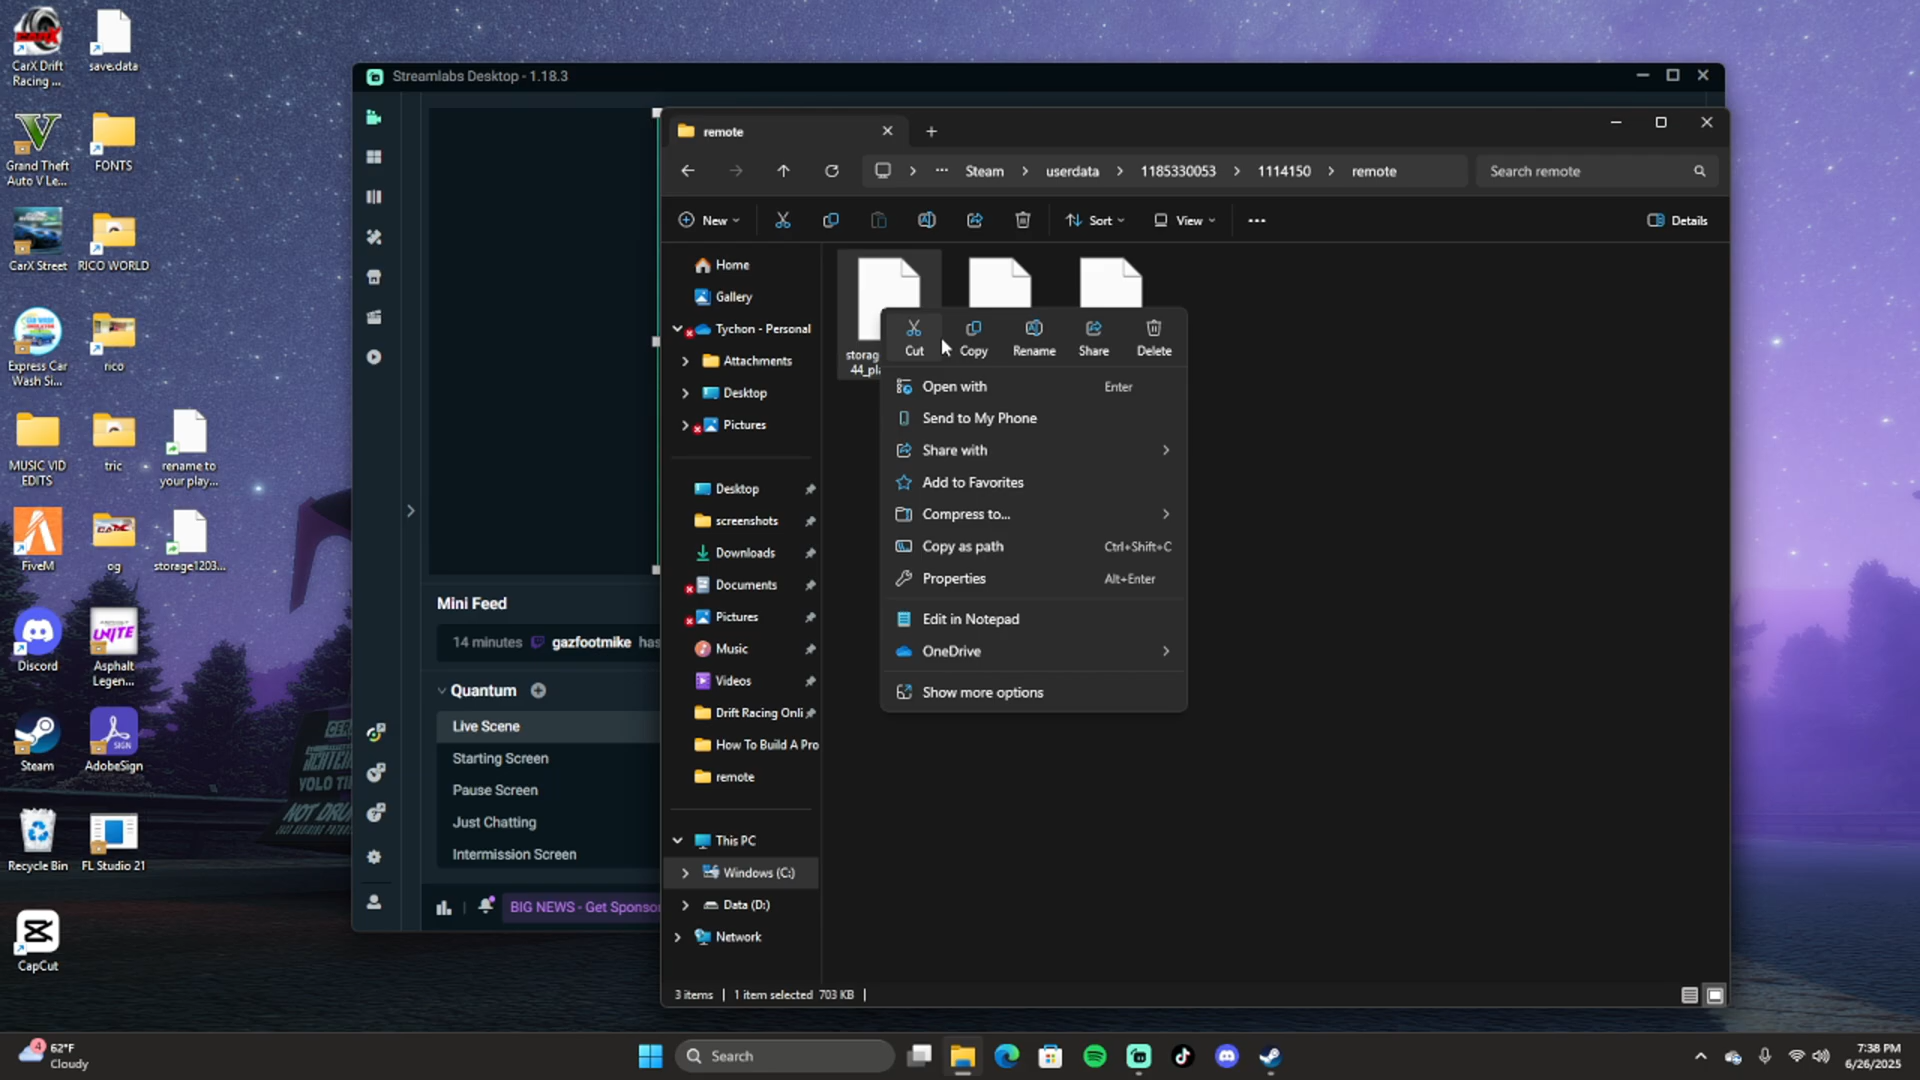 CarX Drift
Racing ...
save.data
Grand Theft
Auto V Le...
FONTS
CarX Street
RICO WORLD
Express Car
Wash Si...
rico
MUSIC VID
EDITS
tric
rename to
your play...
FiveM
og
storage1203...
Discord
Asphalt
Legen...
UNITE
Steam
AdobeSign
SIGN
Recycle Bin
FL Studio 21
CapCut
Streamlabs Desktop - 1.18.3
Mini Feed
14 minutes gazfootmike has
Quantum
Live Scene
Starting Screen
Pause Screen
Just Chatting
Intermission Screen
BIG NEWS - Get Sponsor
remote
Steam > userdata > 1185330053 > 1114150 > remote
Search remote
New
Sort
View
Details
Home
Gallery
Tychon - Personal
Attachments
Desktop
Pictures
Desktop
screenshots
Downloads
Documents
Pictures
Music
Videos
Drift Racing Onli
How To Build A Pro
remote
This PC
Windows (C:)
Data (D:)
Network
storag
44_pla
Cut
Copy
Rename
Share
Delete
Open with Enter
Send to My Phone
Share with
Add to Favorites
Compress to...
Copy as path Ctrl+Shift+C
Properties Alt+Enter
Edit in Notepad
OneDrive
Show more options
3 items | 1 item selected 703 KB |
4
62°F
Cloudy
Search
7:38 PM
6/26/2025